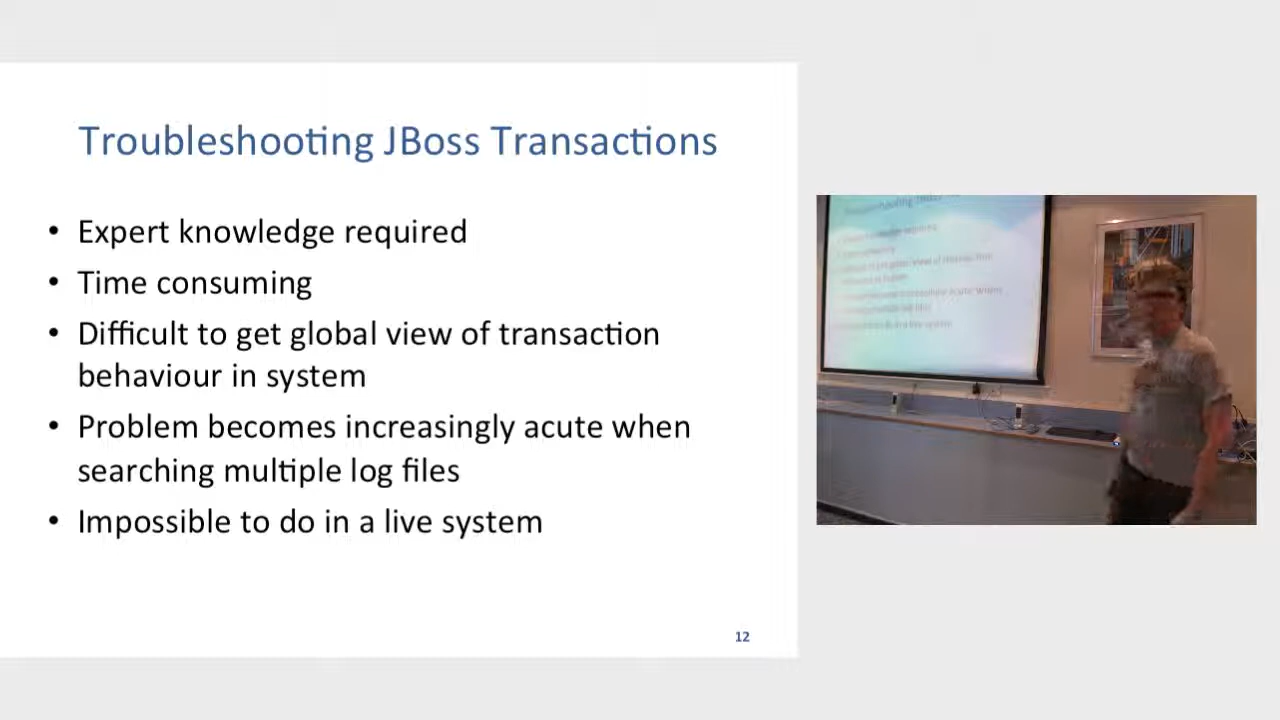 Troubleshooting JBoss Transactions
• Expert knowledge required
• Time consuming
• Difficult to get global view of transaction
behaviour in system
• Problem becomes increasingly acute when
searching multiple log files
• Impossible to do in a live system
12